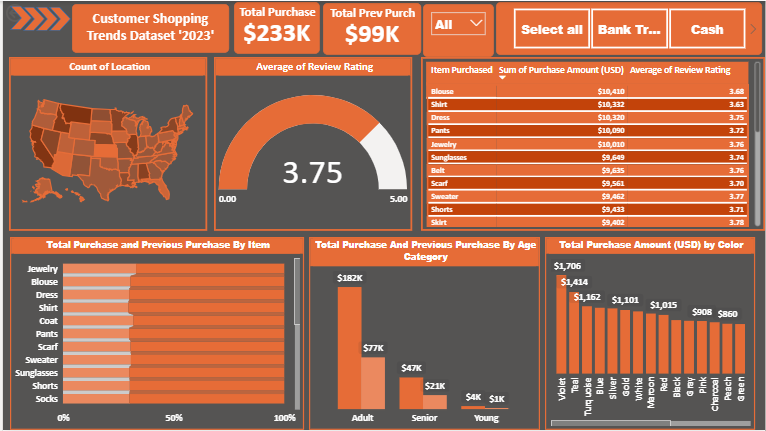 Customer Shopping
Trends Dataset '2023'
Total Purchase
$233K
Total Prev Purch
$99K
All
Select all
Bank Tr...
Cash
Count of Location
Average of Review Rating
3.75
0.00
5.00
Item Purchased Sum of Purchase Amount (USD) Average of Review Rating
Blouse $10,410 3.68
Shirt $10,332 3.63
Dress $10,320 3.75
Pants $10,090 3.72
Jewelry $10,010 3.76
Sunglasses $9,649 3.74
Belt $9,635 3.76
Scarf $9,561 3.70
Sweater $9,462 3.77
Shorts $9,433 3.71
Skirt $9,402 3.78
Total Purchase and Previous Purchase By Item
Jewelry
Blouse
Dress
Shirt
Coat
Pants
Scarf
Sweater
Sunglasses
Shorts
Socks
0%
50%
100%
Total Purchase And Previous Purchase By Age
Category
$182K
$77K
$47K
$21K
$4K
$1K
Adult
Senior
Young
Total Purchase Amount (USD) by Color
$1,706
$1,414
$1,162
$1,101
$1,015
$908
$860
Violet
Teal
Turquoise
Blue
Silver
Gold
White
Maroon
Red
Black
Gray
Pink
Charcoal
Peach
Green